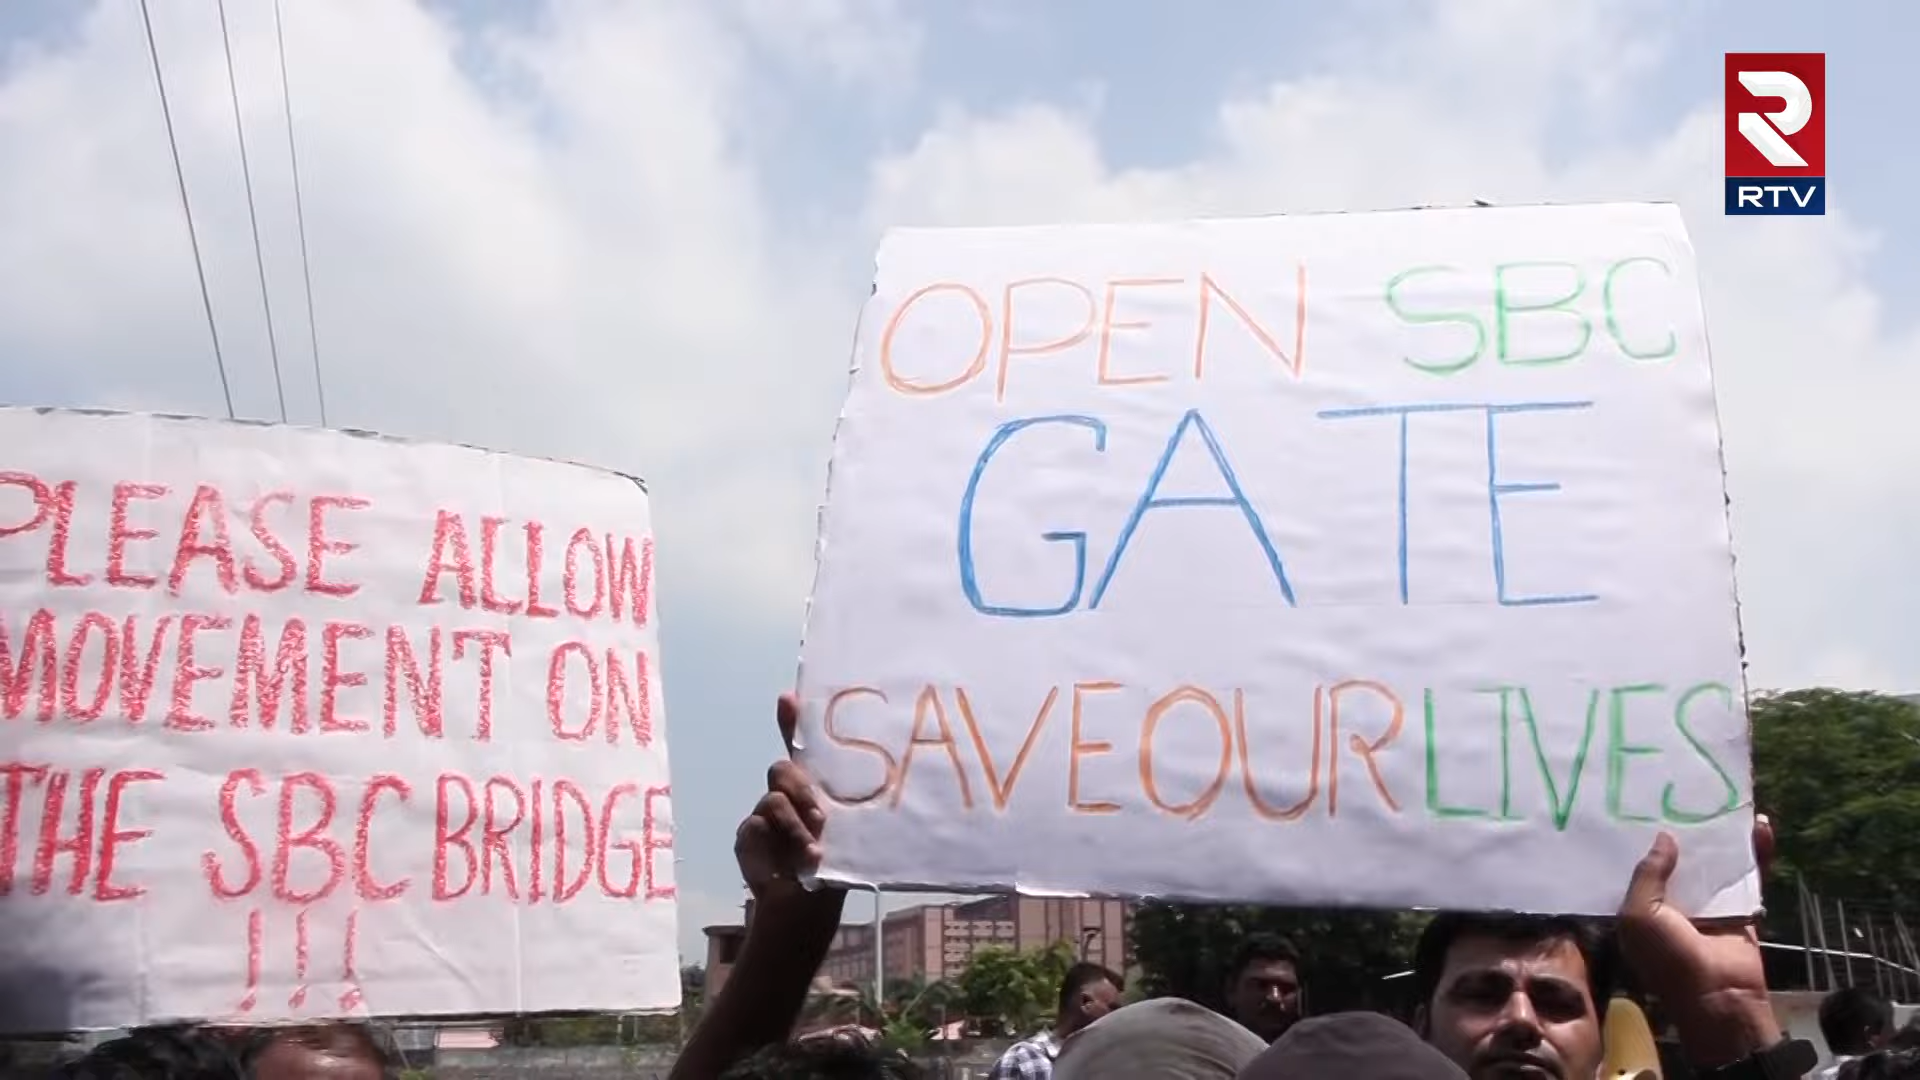 RTV
PLEASE ALLOW
MOVEMENT ON
THE SBC BRIDGE
!!!
OPEN SBC
GATE
SAVE OUR LIVES